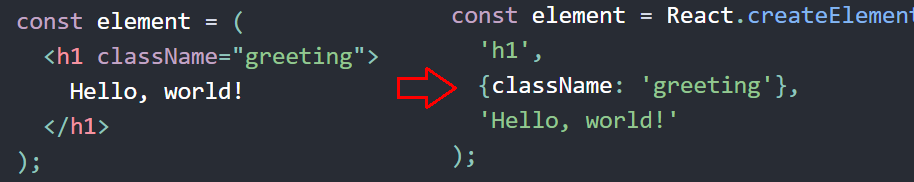 const element = (
  <h1 className="greeting">
    Hello, world!
  </h1>
);
const element = React.createElement
  'h1',
  {className: 'greeting'},
  'Hello, world!'
);